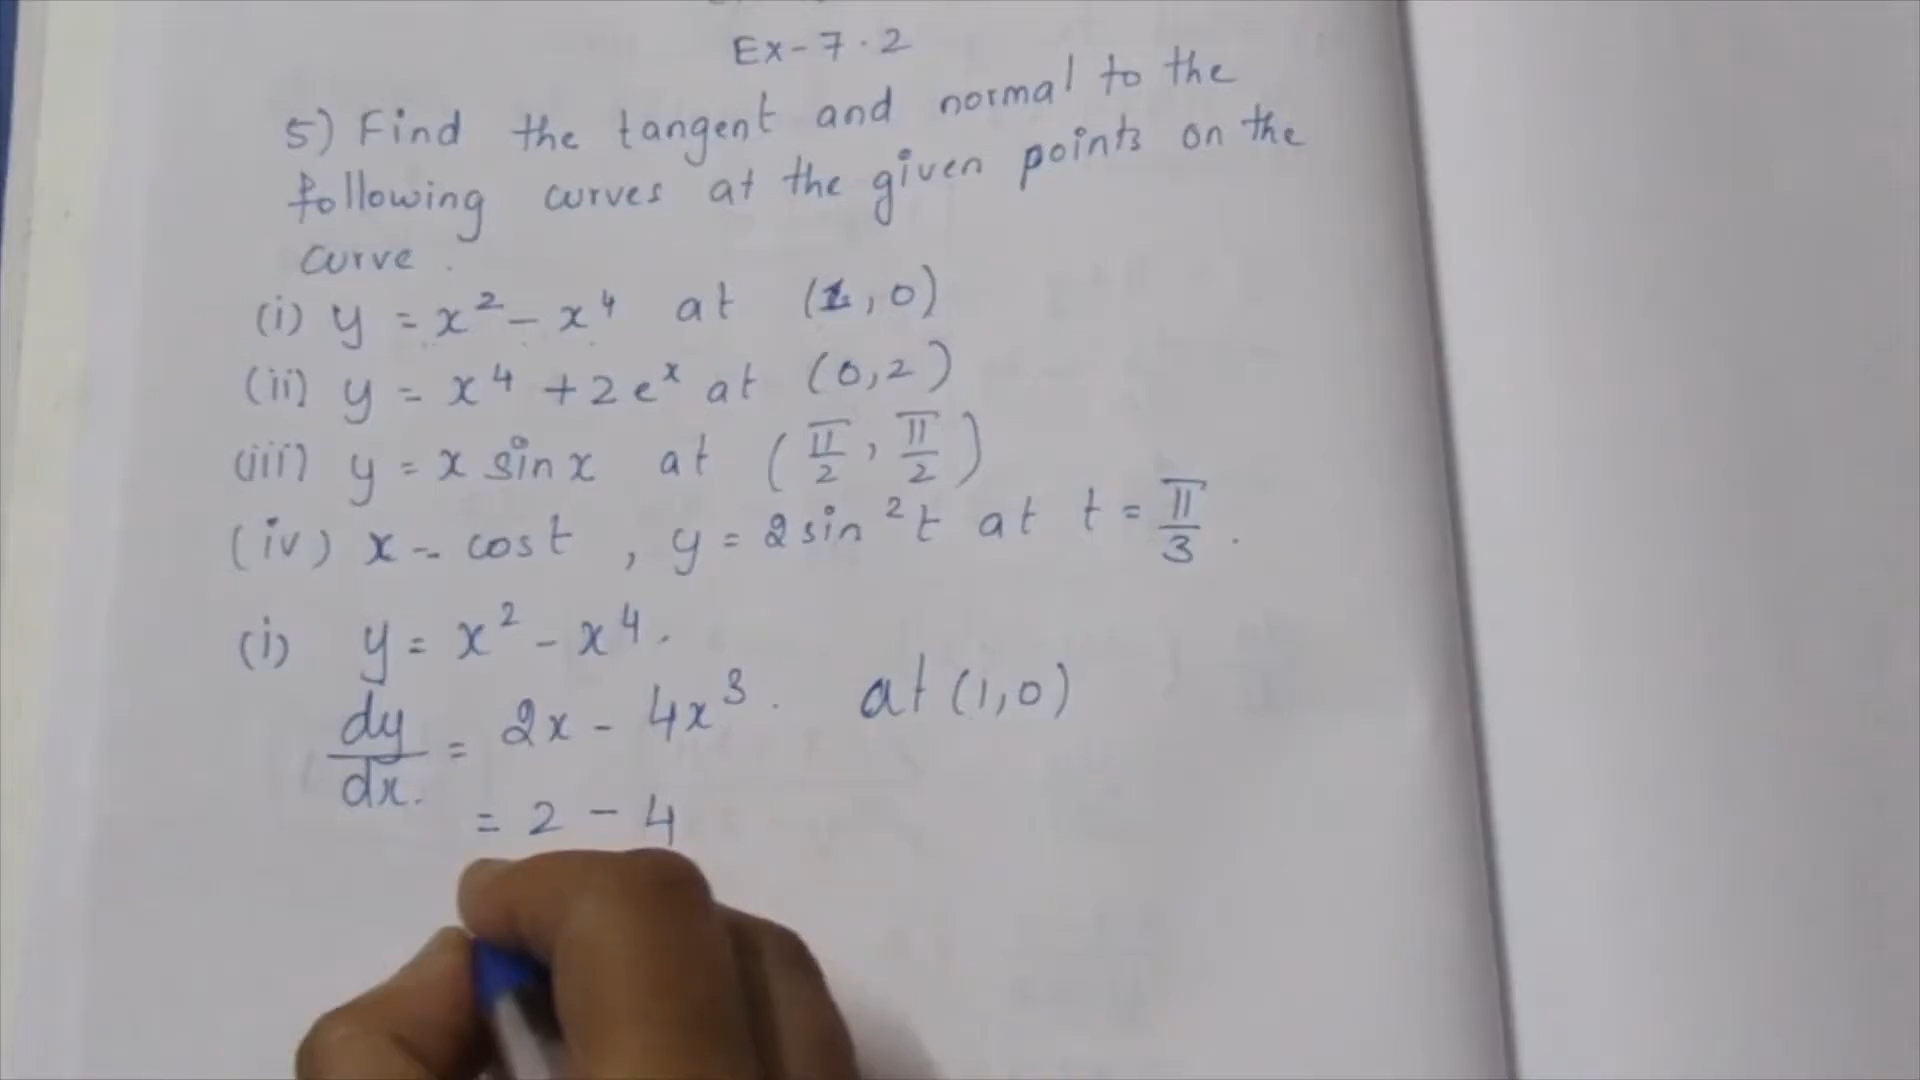 Ex-7.2
5) Find the tangent and normal to the
following curves at the given points on the
curve.
(i) y = x² - x⁴ at (1, 0)
(ii) y = x⁴ + 2eˣ at (0, 2)
(iii) y = x sin x at (π/2, π/2)
(iv) x = cost, y = 2 sin²t at t = π/3.
(i) y = x² - x⁴.
dy/dx. = 2x - 4x³. at (1,0)
= 2 - 4